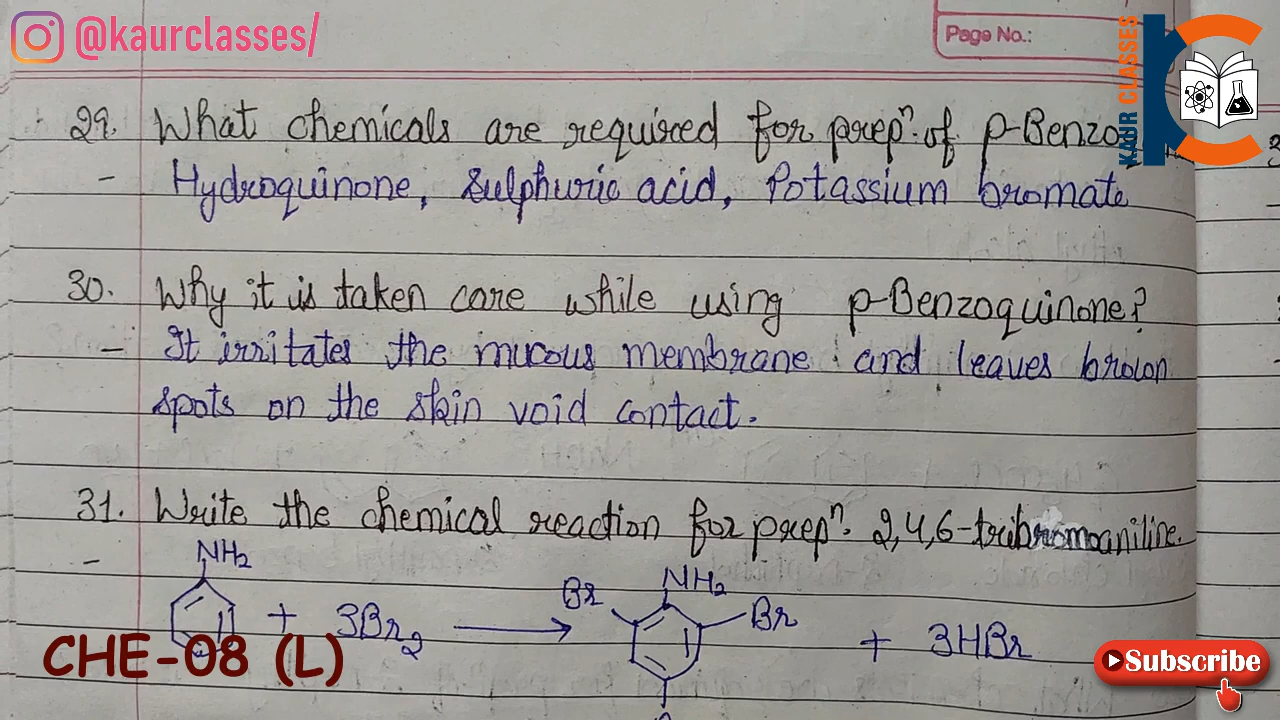 @kaurclasses/
Page No.:
KAUR CLASSES
29. What chemicals are required for prepⁿ. of p-Benzo
- Hydroquinone, Sulphuric acid, Potassium bromate
30. Why it is taken care while using p-Benzoquinone?
- It irritates the mucous membrane and leaves brown
spots on the skin void contact.
31. Write the chemical reaction for prepⁿ. 2,4,6-tribromoaniline.
- NH₂ + 3Br₂ → Br NH₂ Br + 3HBr
CHE-08 (L)
Subscribe